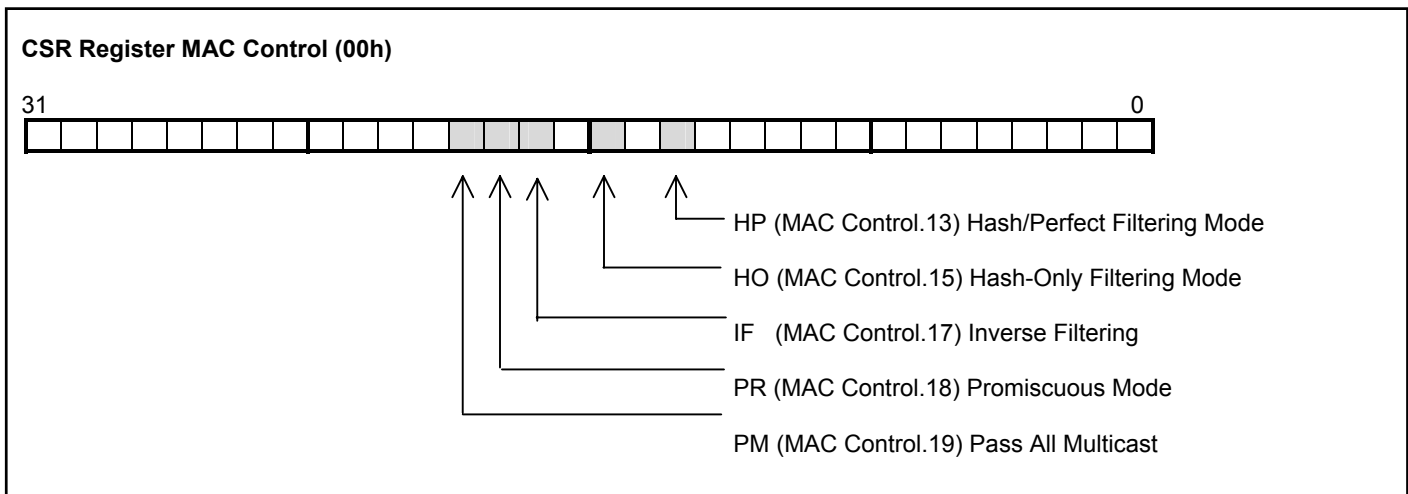 CSR Register MAC Control (00h)
31 0
HP (MAC Control.13) Hash/Perfect Filtering Mode
HO (MAC Control.15) Hash-Only Filtering Mode
IF (MAC Control.17) Inverse Filtering
PR (MAC Control.18) Promiscuous Mode
PM (MAC Control.19) Pass All Multicast